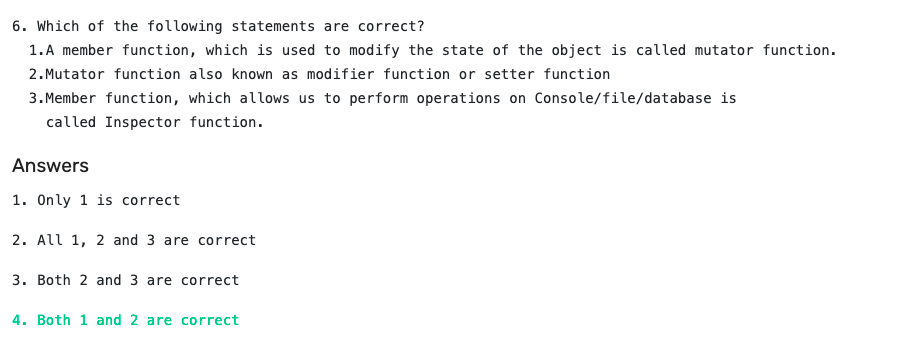 6. Which of the following statements are correct?
1.A member function, which is used to modify the state of the object is called mutator function.
2.Mutator function also known as modifier function or setter function
3.Member function, which allows us to perform operations on Console/file/database is
called Inspector function.
Answers
1. Only 1 is correct
2. All 1, 2 and 3 are correct
3. Both 2 and 3 are correct
4. Both 1 and 2 are correct